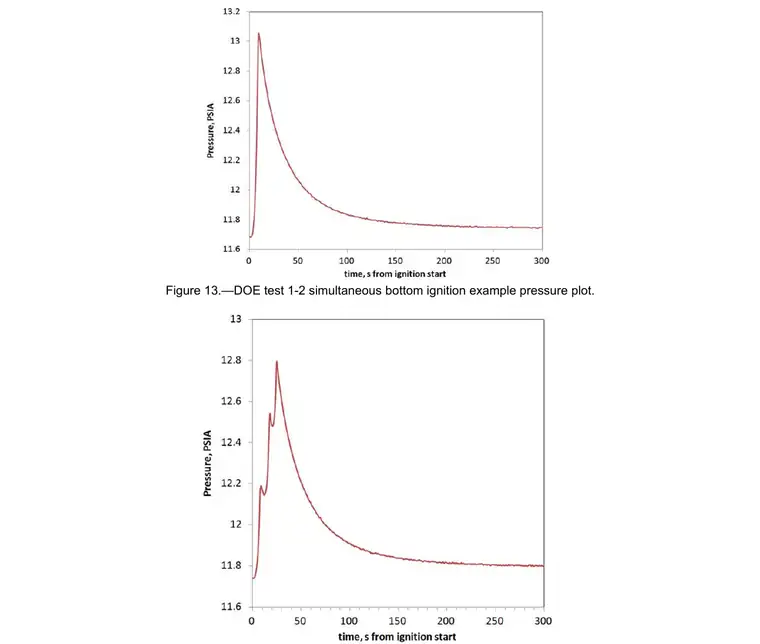 13.2
13
12.8
12.6
12.4
12.2
12
11.8
11.6
Pressure, PSIA
0 50 100 150 200 250 300
time, s from ignition start
Figure 13.—DOE test 1-2 simultaneous bottom ignition example pressure plot.
13
12.8
12.6
12.4
12.2
12
11.8
11.6
Pressure, PSIA
0 50 100 150 200 250 300
time, s from ignition start